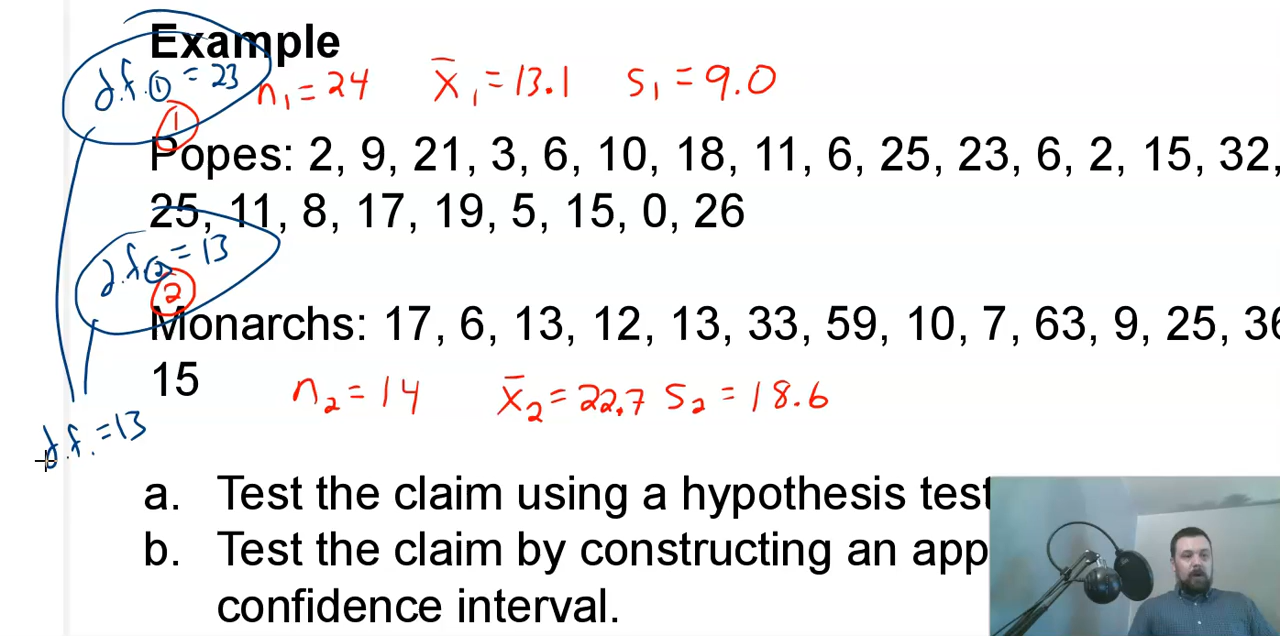 Example
d.f.① = 23
n₁ = 24 x̄₁ = 13.1 s₁ = 9.0
①
Popes: 2, 9, 21, 3, 6, 10, 18, 11, 6, 25, 23, 6, 2, 15, 32,
25, 11, 8, 17, 19, 5, 15, 0, 26
d.f.② = 13
②
Monarchs: 17, 6, 13, 12, 13, 33, 59, 10, 7, 63, 9, 25, 36
15
n₂ = 14 x̄₂ = 22.7 s₂ = 18.6
d.f. = 13
a. Test the claim using a hypothesis test
b. Test the claim by constructing an app
confidence interval.